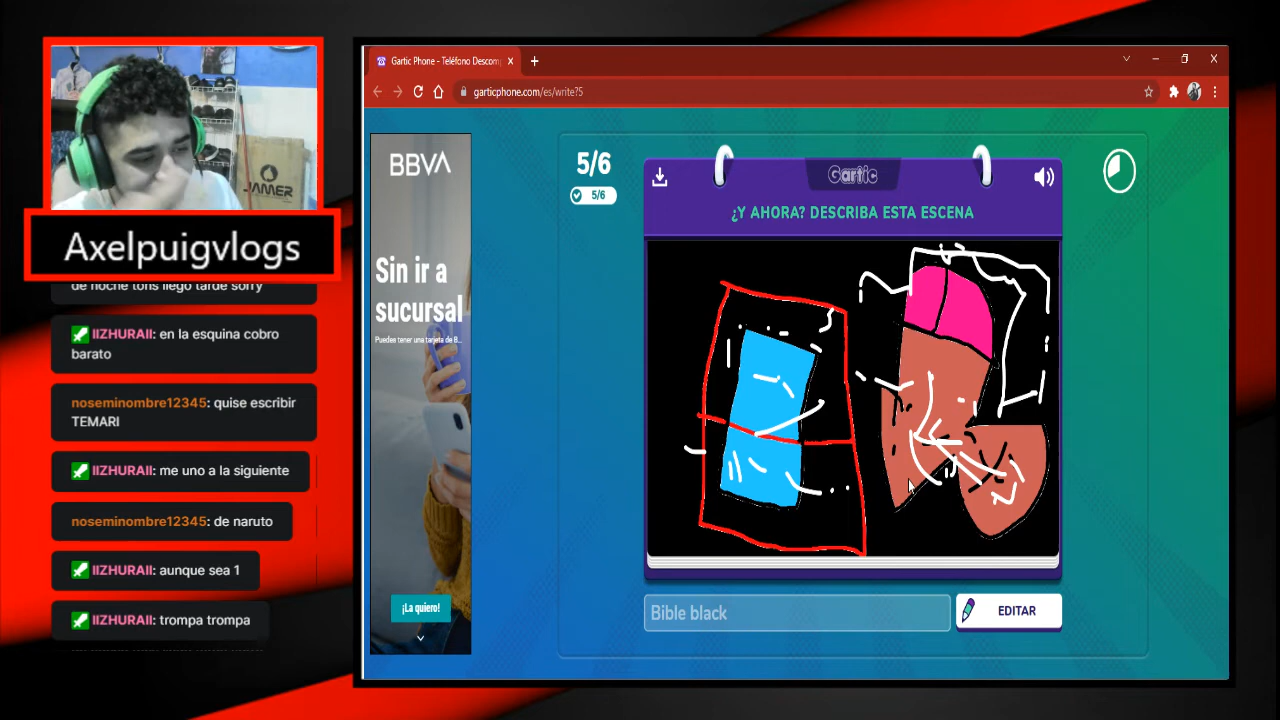 Axelpuigvlogs
de noche tons llego tarde sorry
IIZHURAII: en la esquina cobro
barato
noseminombre12345: quise escribir
TEMARI
IIZHURAII: me uno a la siguiente
noseminombre12345: de naruto
IIZHURAII: aunque sea 1
IIZHURAII: trompa trompa
JAMER
Gartic Phone - Teléfono Descom
garticphone.com/es/write?5
BBVA
Sin ir a
sucursal
Puedes tener una tarjeta de B...
¡La quiero!
5/6
5/6
Gartic
¿Y AHORA? DESCRIBA ESTA ESCENA
Bible black
EDITAR